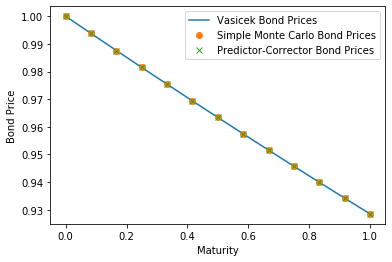 1.00
0.99
0.98
0.97
0.96
0.95
0.94
0.93
Bond Price
Vasicek Bond Prices
Simple Monte Carlo Bond Prices
Predictor-Corrector Bond Prices
0.0 0.2 0.4 0.6 0.8 1.0
Maturity